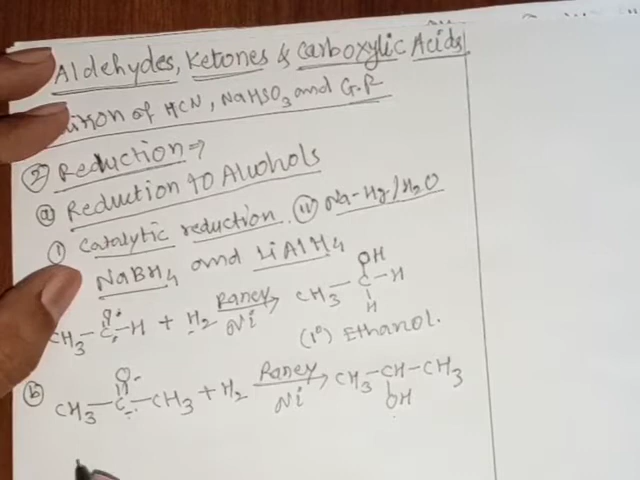 Aldehydes, Ketones & Carboxylic Acids
of HCN, NaHSO3 and G.R
② Reduction ⇒
ⓐ Reduction to Alcohols
① Catalytic reduction. ⓘⓘⓘ Na-Hg/H2O
NaBH4 and LiAlH4
OH
CH3-C-H + H2 Raney Ni → CH3-C-H
O
H
(1°) Ethanol.
ⓑ CH3-C-CH3 + H2 Raney Ni → CH3-CH-CH3
O
OH